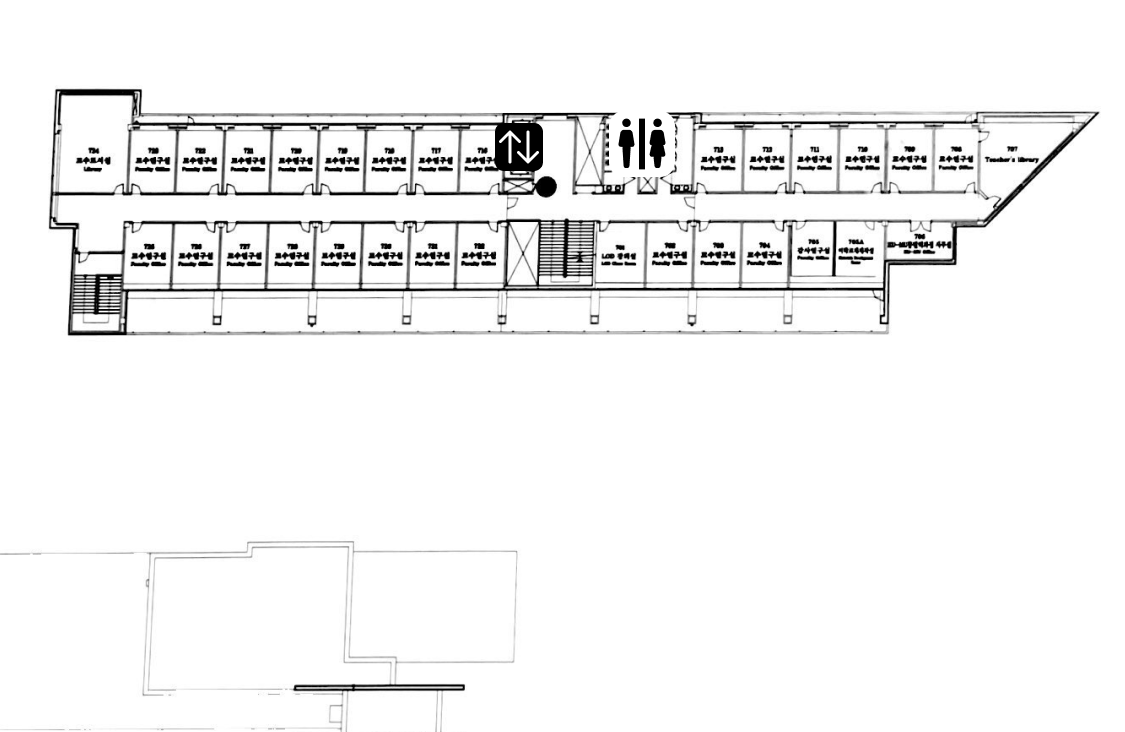 724
교수도서실
Library
723
교수연구실
Faculty Office
722
교수연구실
Faculty Office
721
교수연구실
Faculty Office
720
교수연구실
Faculty Office
719
교수연구실
Faculty Office
718
교수연구실
Faculty Office
717
교수연구실
Faculty Office
716
교수연구실
Faculty Office
교수연구실
Faculty Office
712
교수연구실
Faculty Office
711
교수연구실
Faculty Office
710
교수연구실
Faculty Office
709
교수연구실
Faculty Office
708
교수연구실
Faculty Office
707
Teacher's library
725
교수연구실
Faculty Office
726
교수연구실
Faculty Office
727
교수연구실
Faculty Office
728
교수연구실
Faculty Office
729
교수연구실
Faculty Office
730
교수연구실
Faculty Office
731
교수연구실
Faculty Office
732
교수연구실
Faculty Office
701
LCD 강의실
LCD Class Room
702
교수연구실
Faculty Office
703
교수연구실
Faculty Office
704
교수연구실
Faculty Office
705
강사연구실
Faculty Office
705A
706